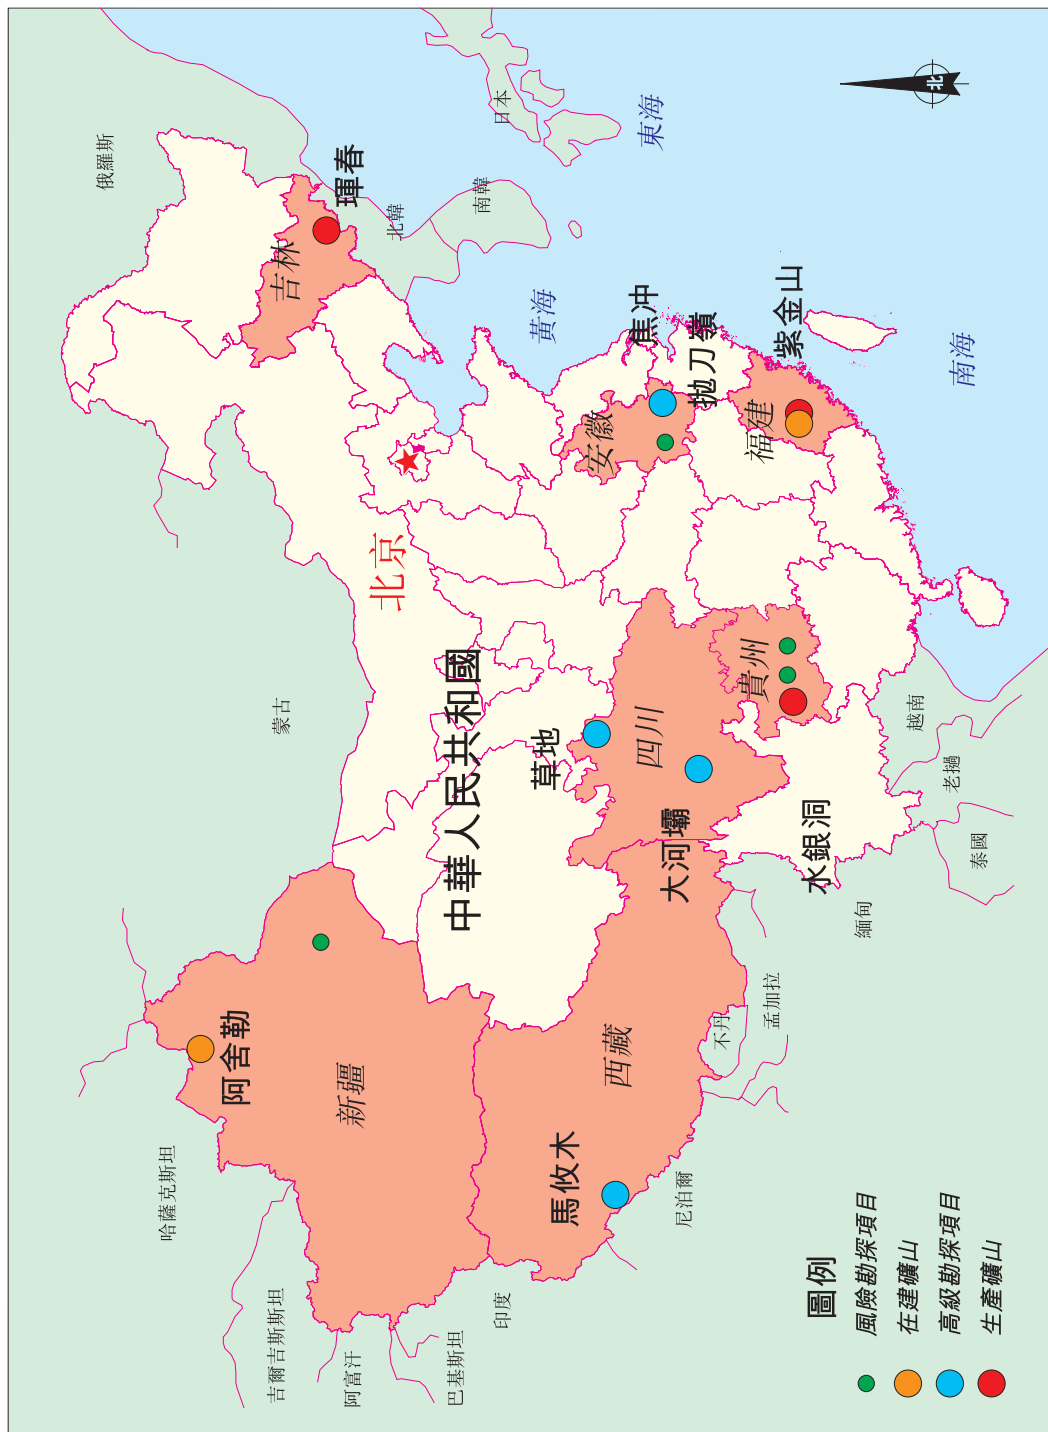 俄羅斯
日本
東海
北
琿春
吉林
北韓
南韓
黃海
焦冲
拋刀嶺
紫金山
南海
安徽
福建
北京
蒙古
中華人民共和國
草地
四川
貴州
越南
老撾
泰國
大河壩
水銀洞
緬甸
阿舍勒
新疆
西藏
不丹
孟加拉
哈薩克斯坦
馬攸木
尼泊爾
吉爾吉斯斯坦
阿富汗
巴基斯坦
印度
圖例
風險勘探項目
在建礦山
高級勘探項目
生產礦山